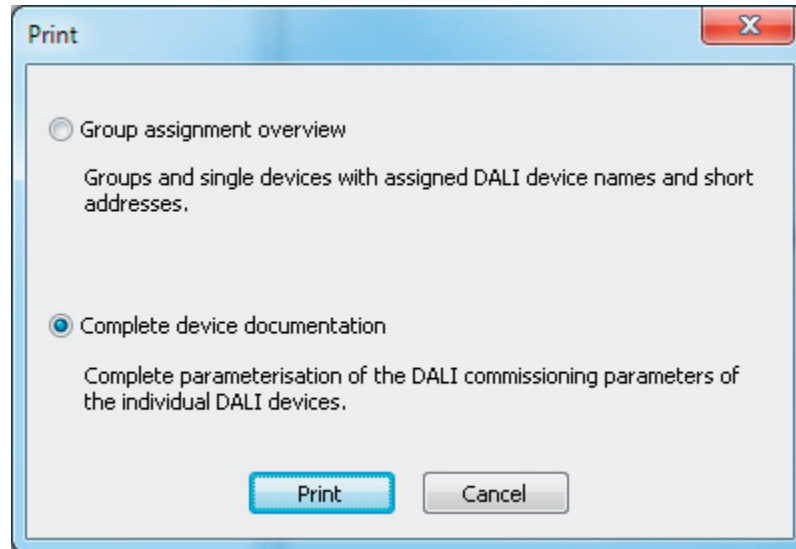 Print
Group assignment overview
Groups and single devices with assigned DALI device names and short
addresses.
Complete device documentation
Complete parameterisation of the DALI commissioning parameters of
the individual DALI devices.
Print
Cancel